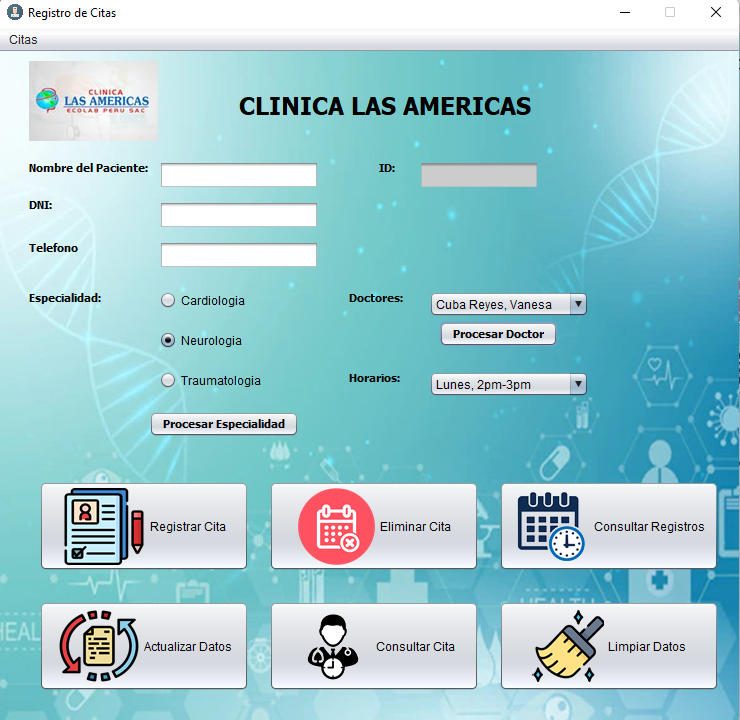 Registro de Citas
Citas
CLINICA
LAS AMERICAS
ECOLAB PERU SAC
CLINICA LAS AMERICAS
Nombre del Paciente:
ID:
DNI:
Telefono
Especialidad:
Cardiologia
Doctores:
Cuba Reyes, Vanesa
Procesar Doctor
Neurologia
Traumatologia
Horarios:
Lunes, 2pm-3pm
Procesar Especialidad
Registrar Cita
Eliminar Cita
Consultar Registros
HEALTH
HEAL
Actualizar Datos
Consultar Cita
Limpiar Datos